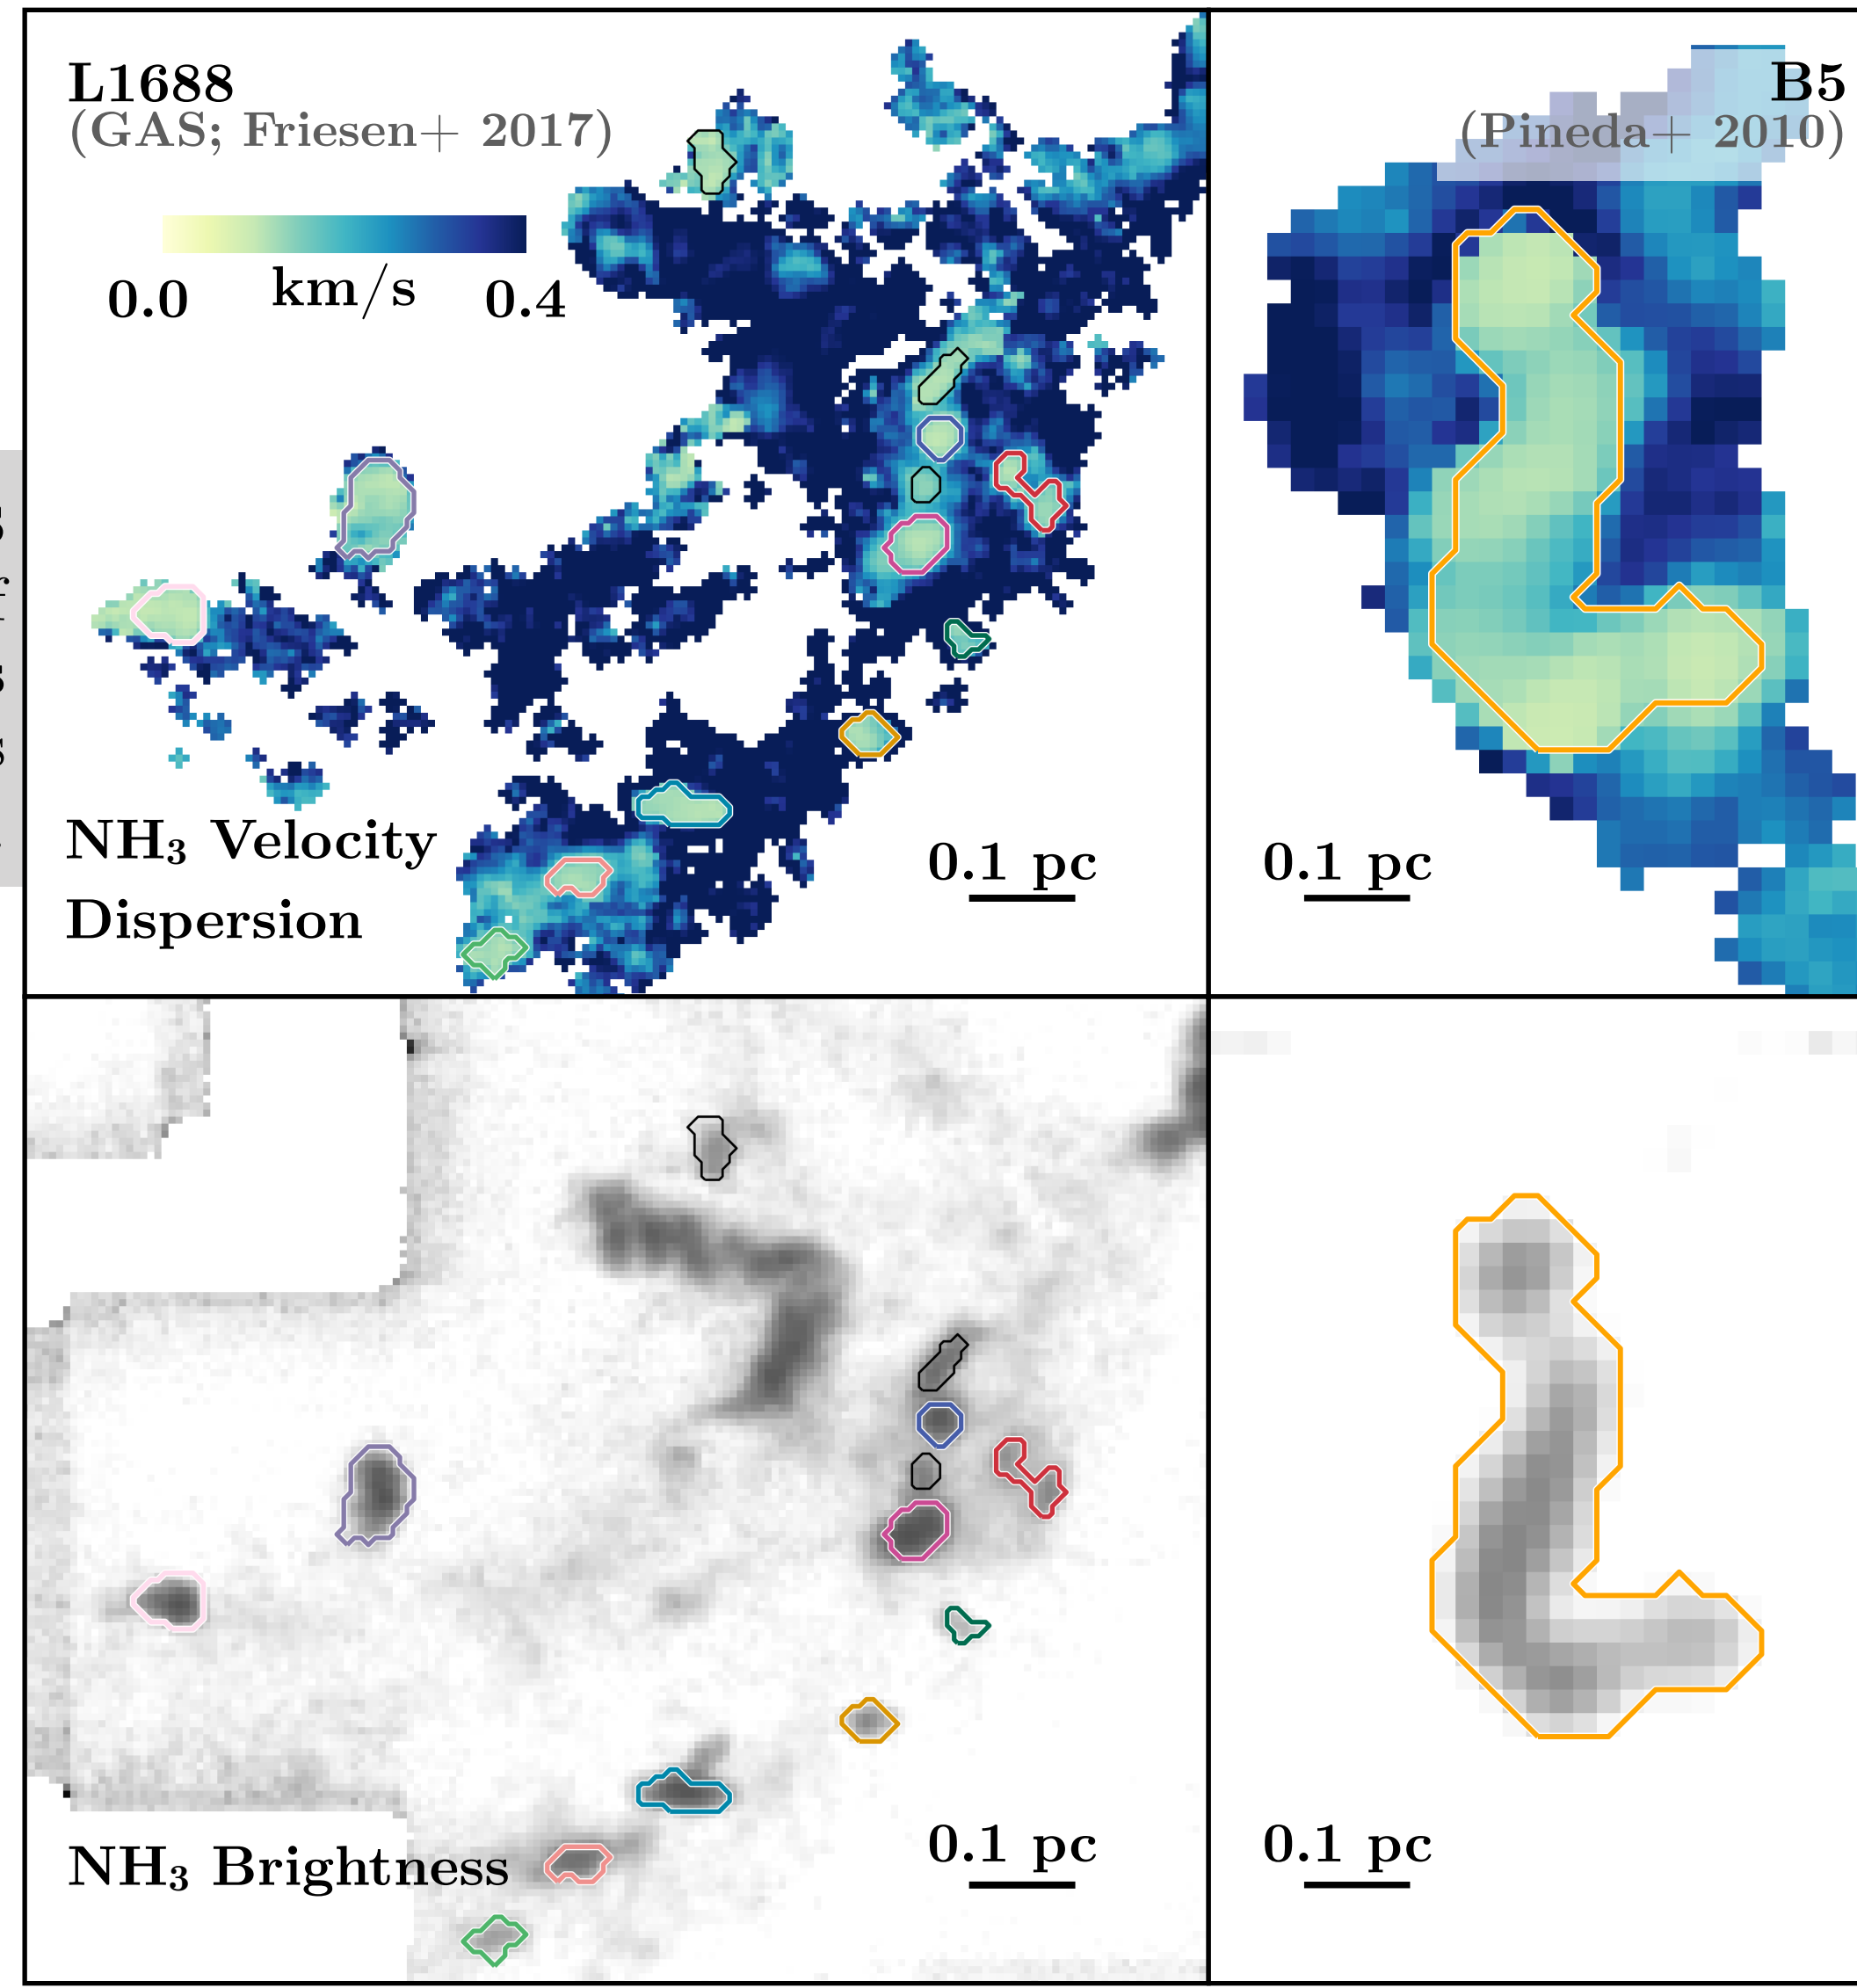 L1688
(GAS; Friesen+ 2017)
0.0 km/s 0.4
NH₃ Velocity
Dispersion
0.1 pc
B5
(Pineda+ 2010)
0.1 pc
NH₃ Brightness
0.1 pc
0.1 pc